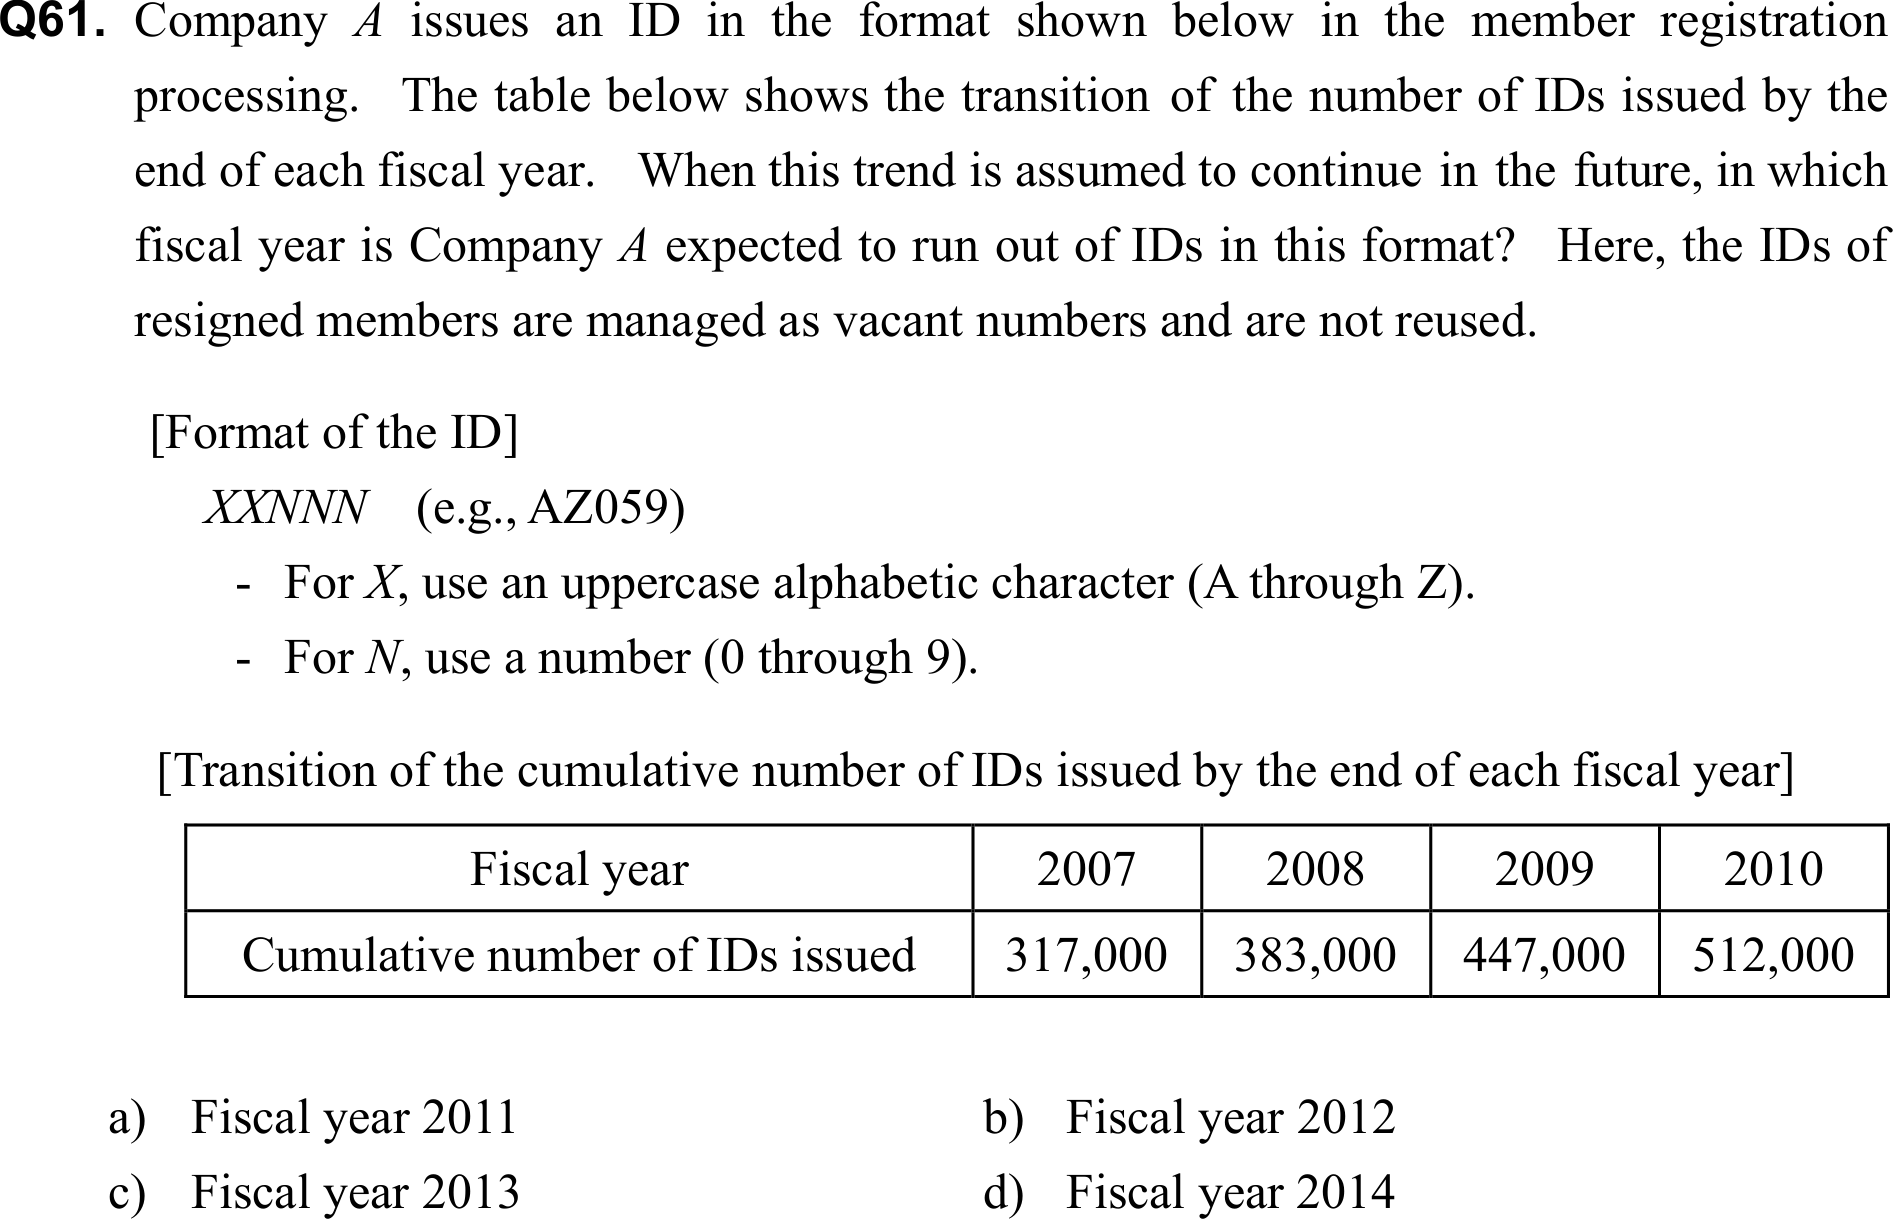 Q61. Company A issues an ID in the format shown below in the member registration
processing. The table below shows the transition of the number of IDs issued by the
end of each fiscal year. When this trend is assumed to continue in the future, in which
fiscal year is Company A expected to run out of IDs in this format? Here, the IDs of
resigned members are managed as vacant numbers and are not reused.
[Format of the ID]
XXNNN (e.g., AZ059)
- For X, use an uppercase alphabetic character (A through Z).
- For N, use a number (0 through 9).
[Transition of the cumulative number of IDs issued by the end of each fiscal year]
Fiscal year 2007 2008 2009 2010
Cumulative number of IDs issued 317,000 383,000 447,000 512,000
a) Fiscal year 2011 b) Fiscal year 2012
c) Fiscal year 2013 d) Fiscal year 2014